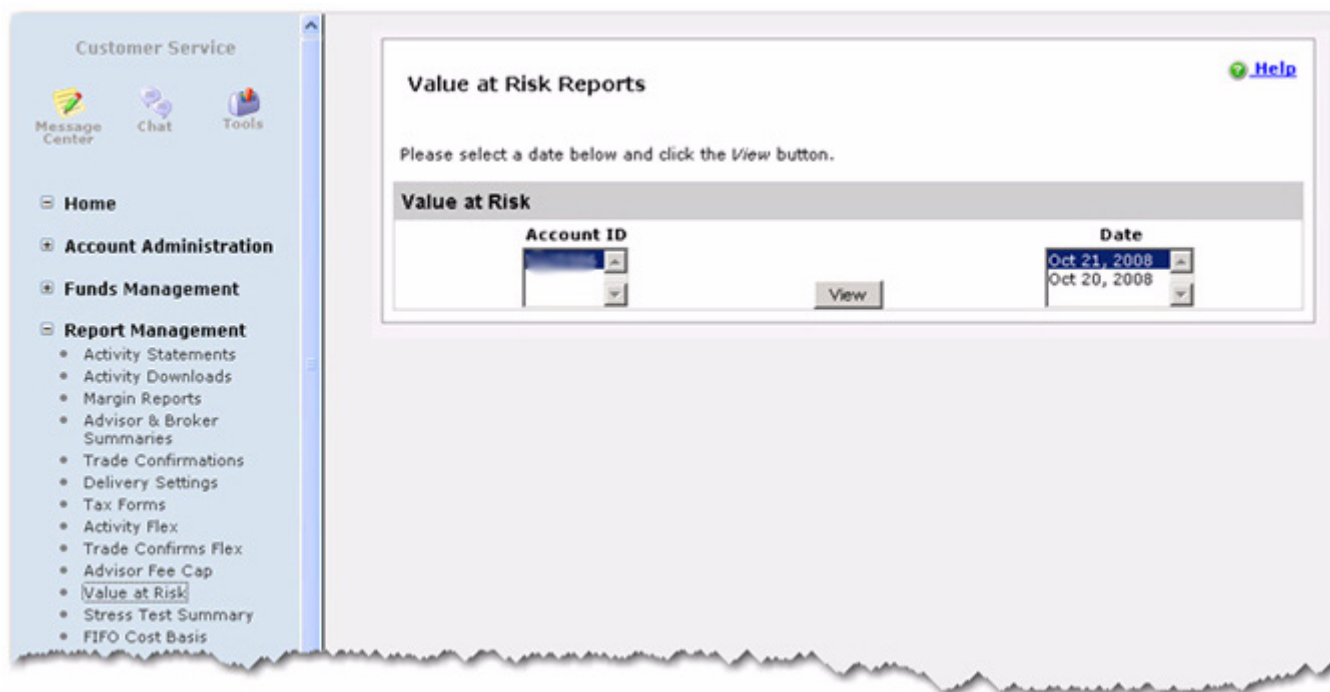 Customer Service
Message Center
Chat
Tools
Home
Account Administration
Funds Management
Report Management
Activity Statements
Activity Downloads
Margin Reports
Advisor & Broker
Summaries
Trade Confirmations
Delivery Settings
Tax Forms
Activity Flex
Trade Confirms Flex
Advisor Fee Cap
Value at Risk
Stress Test Summary
FIFO Cost Basis
Value at Risk Reports
Help
Please select a date below and click the View button.
Value at Risk
Account ID
View
Date
Oct 21, 2008
Oct 20, 2008